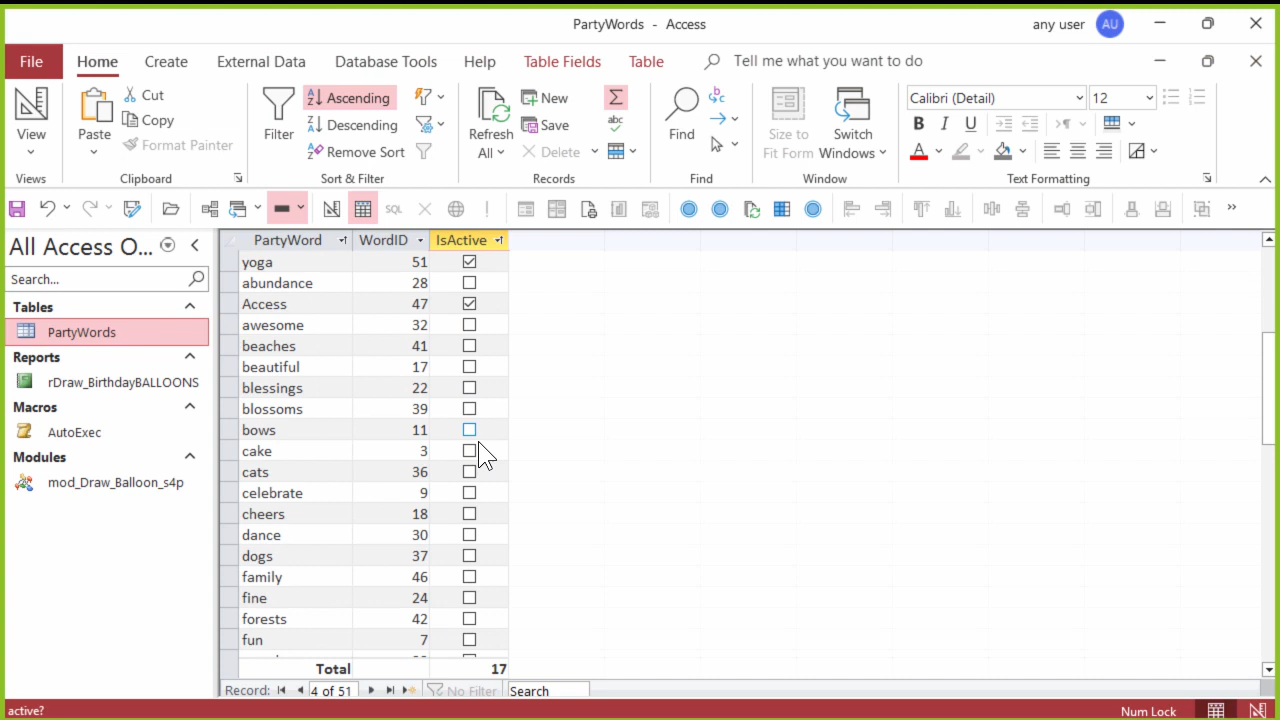 PartyWords - Access
any user AU
File Home Create External Data Database Tools Help Table Fields Table Tell me what you want to do
View
Views
Paste
Cut
Copy
Format Painter
Clipboard
Filter
Ascending
Descending
Remove Sort
Sort & Filter
Refresh
All
New
Save
Delete
abc
Records
Find
Find
Size to
Fit Form
Switch
Windows
Window
Calibri (Detail) 12
B I U
A
Text Formatting
SQL
All Access O...
Search...
Tables
PartyWords
Reports
rDraw_BirthdayBALLOONS
Macros
AutoExec
Modules
mod_Draw_Balloon_s4p
PartyWord WordID IsActive
yoga 51
abundance 28
Access 47
awesome 32
beaches 41
beautiful 17
blessings 22
blossoms 39
bows 11
cake 3
cats 36
celebrate 9
cheers 18
dance 30
dogs 37
family 46
fine 24
forests 42
fun 7
Total 17
Record: 4 of 51 No Filter Search
active? Num Lock